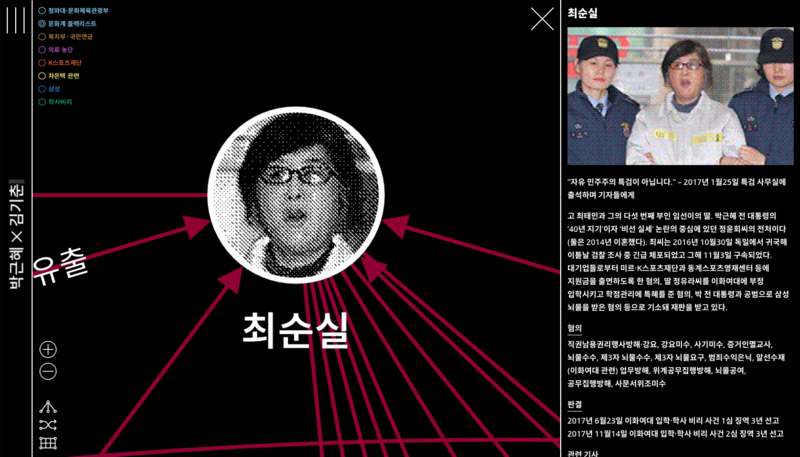 청와대·문화체육관광부
문화계 블랙리스트
복지부·국민연금
의료 농단
K스포츠재단
차은택 관련
삼성
학사비리
박근혜 × 김기춘
유출
최순실
최순실
“자유 민주주의 특검이 아닙니다.” – 2017년 1월25일 특검 사무실에
출석하며 기자들에게
고 최태민과 그의 다섯 번째 부인 임선이의 딸. 박근혜 전 대통령의
‘40년 지기’이자 ‘비선 실세’ 논란의 중심에 있던 정윤회씨의 전처이다
(둘은 2014년 이혼했다). 최씨는 2016년 10월30일 독일에서 귀국해
이튿날 검찰 조사 중 긴급 체포되었고 그해 11월3일 구속되었다.
대기업들로부터 미르·K스포츠재단과 동계스포츠영재센터 등에
지원금을 출연하도록 한 혐의, 딸 정유라씨를 이화여대에 부정
입학시키고 학점관리에 특혜를 준 혐의, 박 전 대통령과 공범으로 삼성
뇌물을 받은 혐의 등으로 기소돼 재판을 받고 있다.
혐의
직권남용권리행사방해·강요, 강요미수, 사기미수, 증거인멸교사,
뇌물수수, 제3자 뇌물수수, 제3자 뇌물요구, 범죄수익은닉, 알선수재
(이화여대 관련) 업무방해, 위계공무집행방해, 뇌물공여,
공무집행방해, 사문서위조미수
판결
2017년 6월23일 이화여대 입학·학사 비리 사건 1심 징역 3년 선고
2017년 11월14일 이화여대 입학·학사 비리 사건 2심 징역 3년 선고
관련 기사